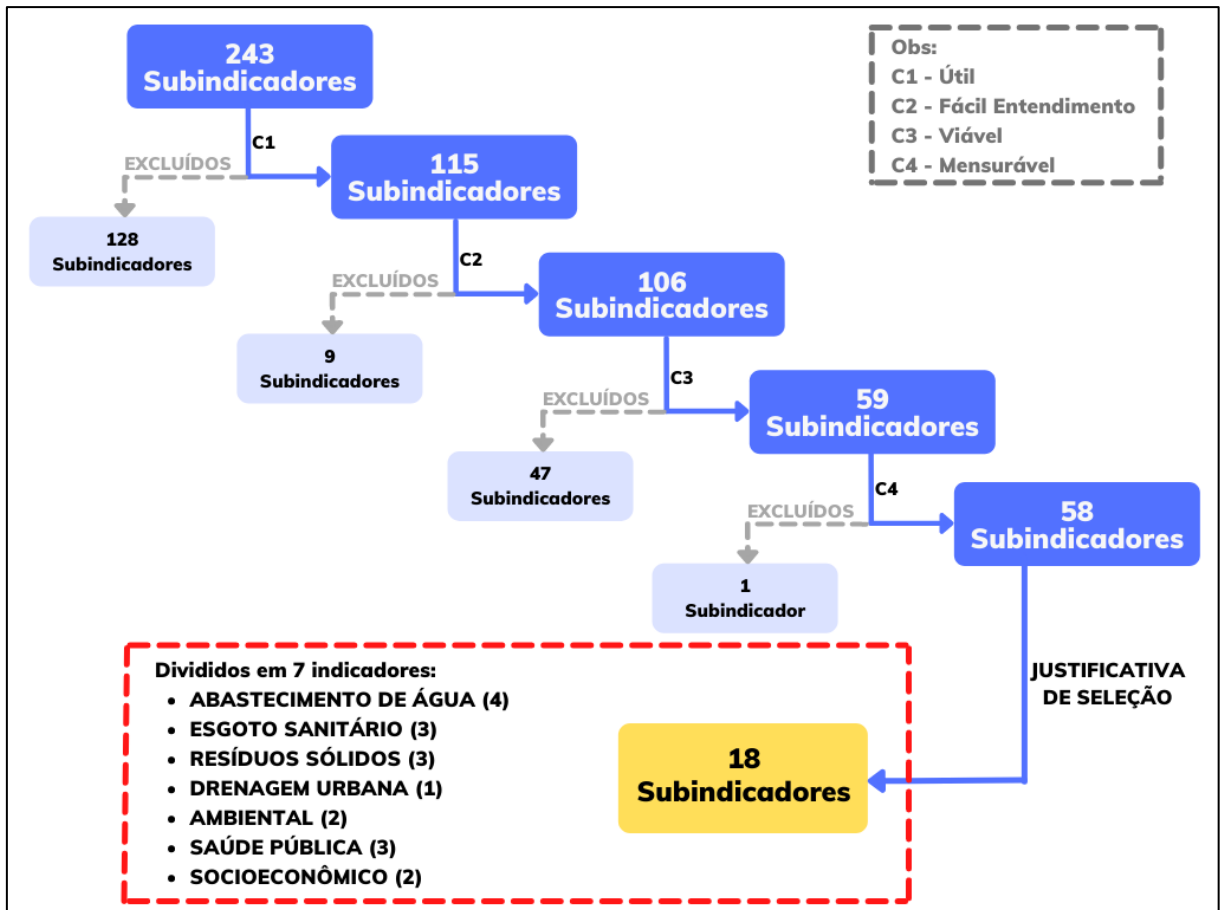 243
Subindicadores
Obs:
C1 - Útil
C2 - Fácil Entendimento
C3 - Viável
C4 - Mensurável
C1
EXCLUÍDOS
115
Subindicadores
128
Subindicadores
C2
EXCLUÍDOS
106
Subindicadores
9
Subindicadores
C3
EXCLUÍDOS
59
Subindicadores
47
Subindicadores
C4
EXCLUÍDOS
58
Subindicadores
1
Subindicador
JUSTIFICATIVA
DE SELEÇÃO
Divididos em 7 indicadores:
• ABASTECIMENTO DE ÁGUA (4)
• ESGOTO SANITÁRIO (3)
• RESÍDUOS SÓLIDOS (3)
• DRENAGEM URBANA (1)
• AMBIENTAL (2)
• SAÚDE PÚBLICA (3)
• SOCIOECONÔMICO (2)
18
Subindicadores